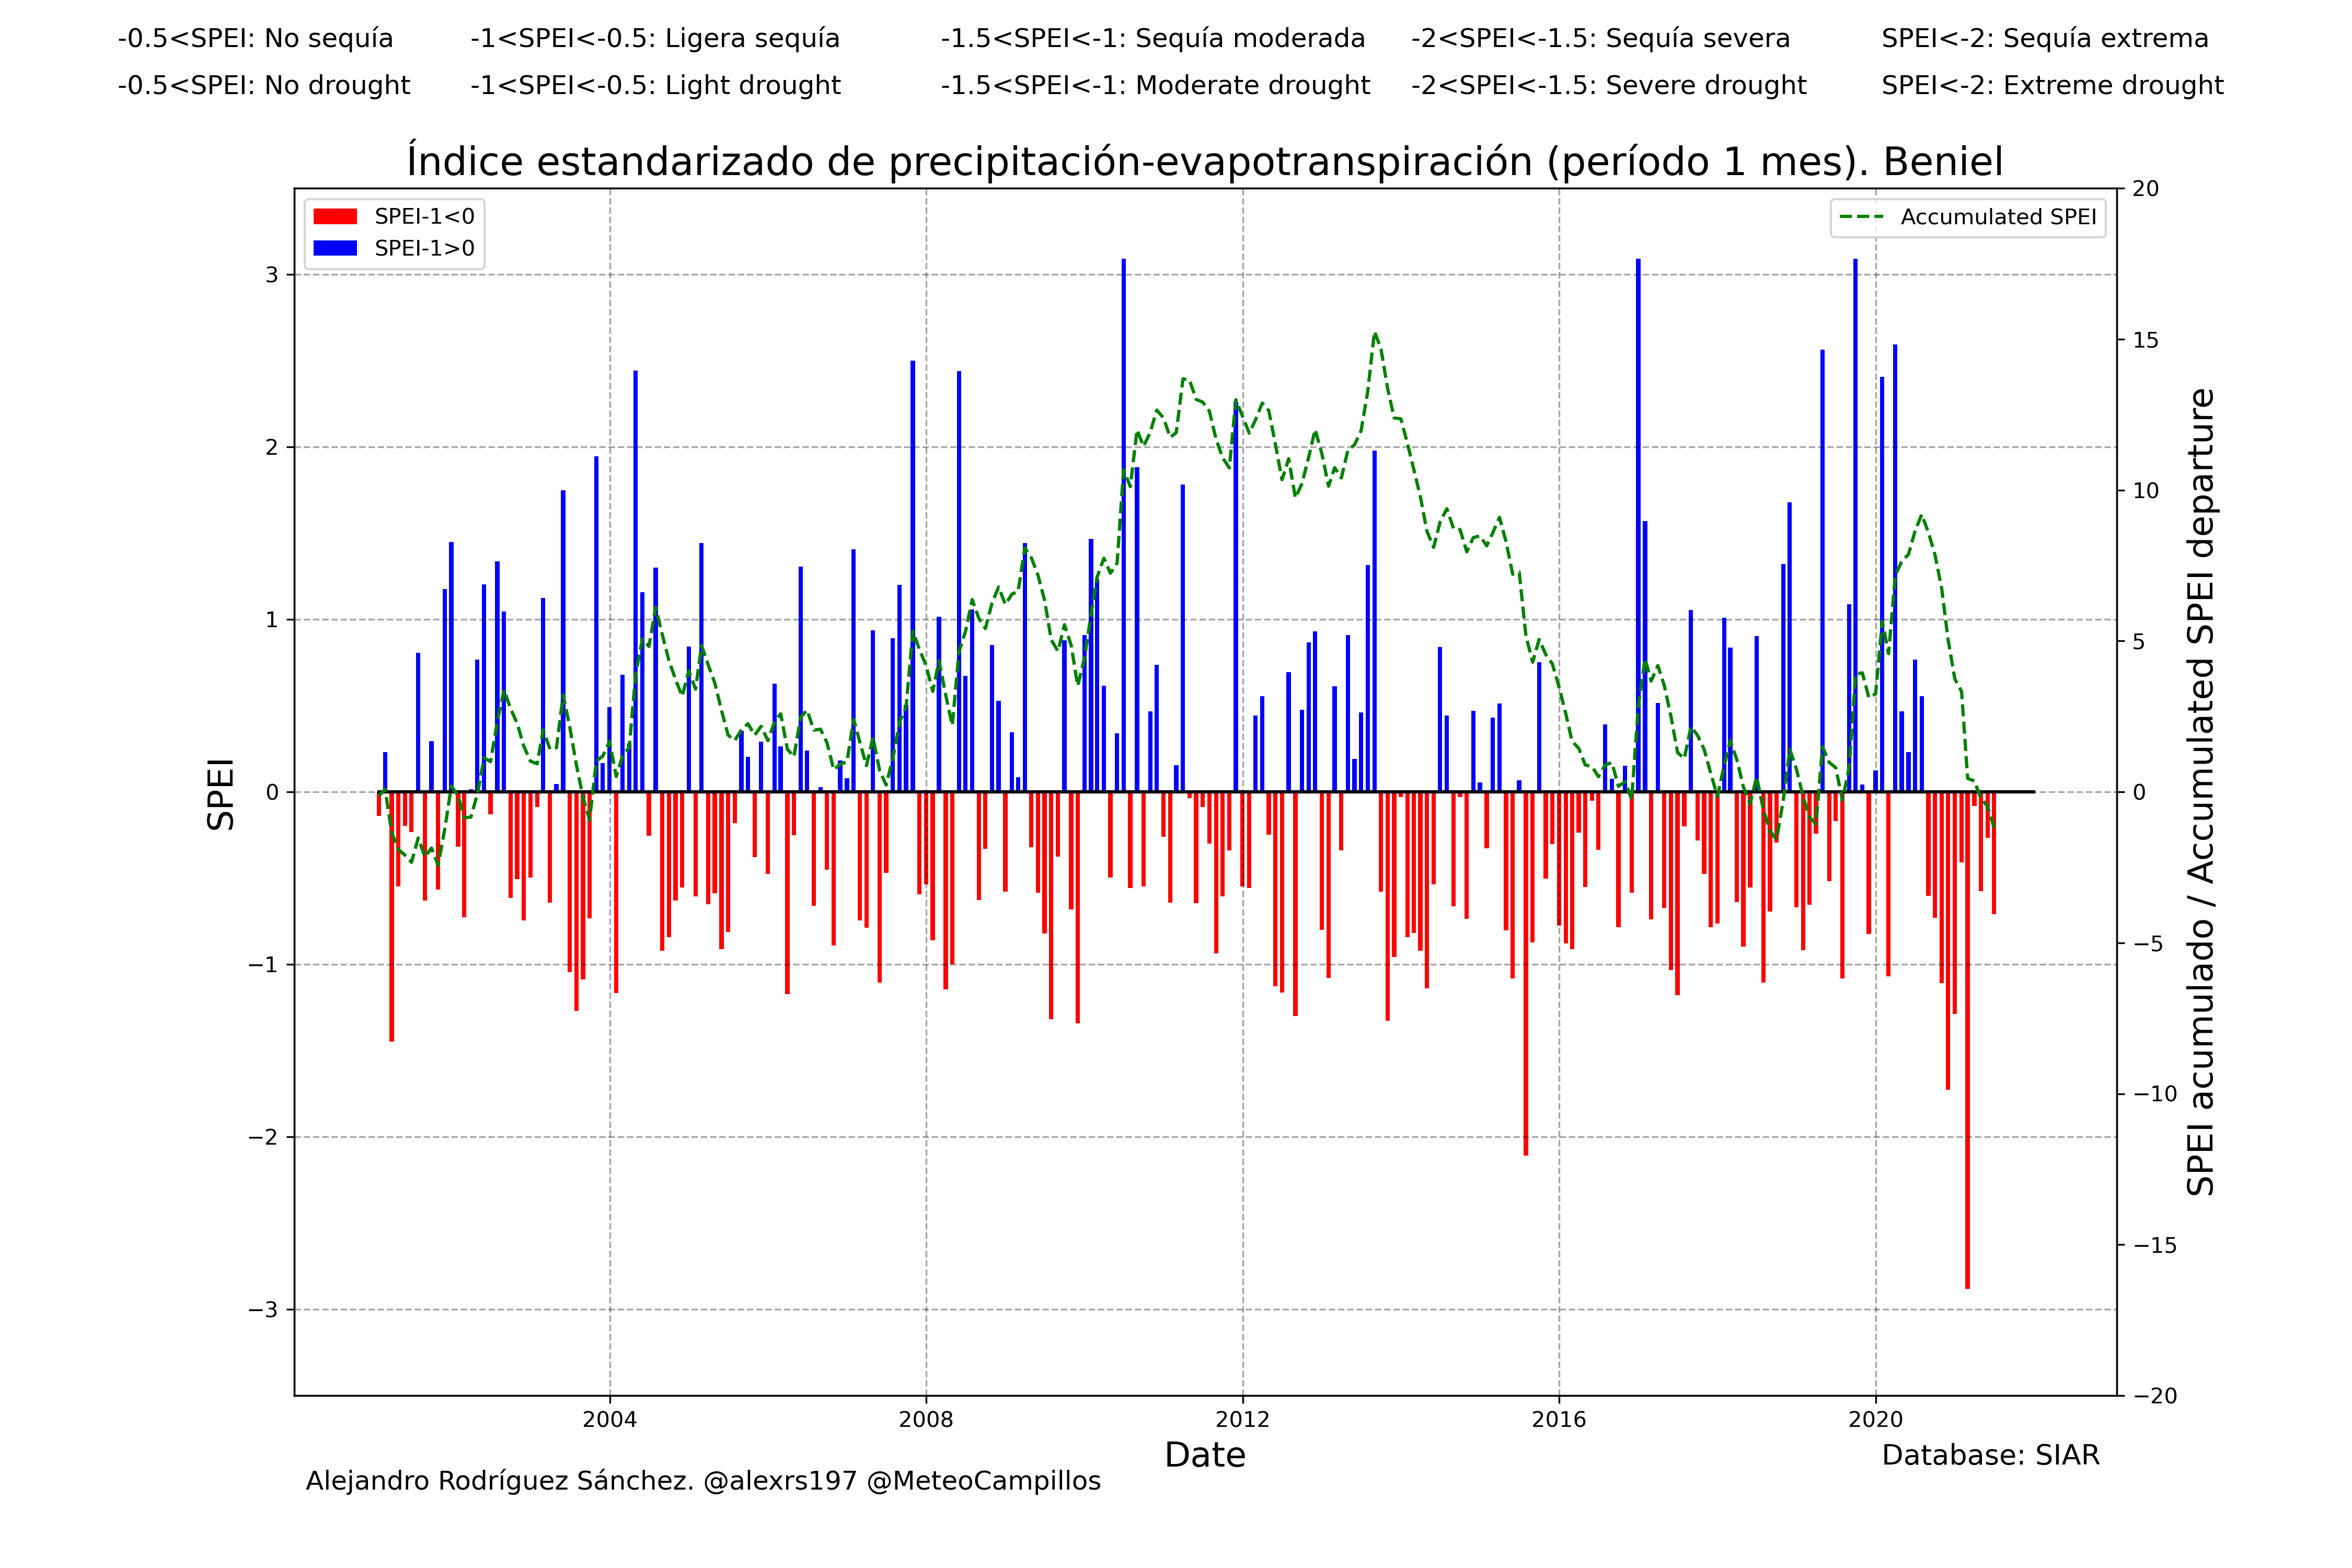 -0.5<SPEI: No sequía -1<SPEI<-0.5: Ligera sequía -1.5<SPEI<-1: Sequía moderada -2<SPEI<-1.5: Sequía severa SPEI<-2: Sequía extrema
-0.5<SPEI: No drought -1<SPEI<-0.5: Light drought -1.5<SPEI<-1: Moderate drought -2<SPEI<-1.5: Severe drought SPEI<-2: Extreme drought
Índice estandarizado de precipitación-evapotranspiración (período 1 mes). Beniel
SPEI-1<0
SPEI-1>0
Accumulated SPEI
SPEI
3
2
1
0
−1
−2
−3
20
15
10
5
0
−5
−10
−15
−20
SPEI acumulado / Accumulated SPEI departure
2004 2008 2012 2016 2020
Date
Database: SIAR
Alejandro Rodríguez Sánchez. @alexrs197 @MeteoCampillos